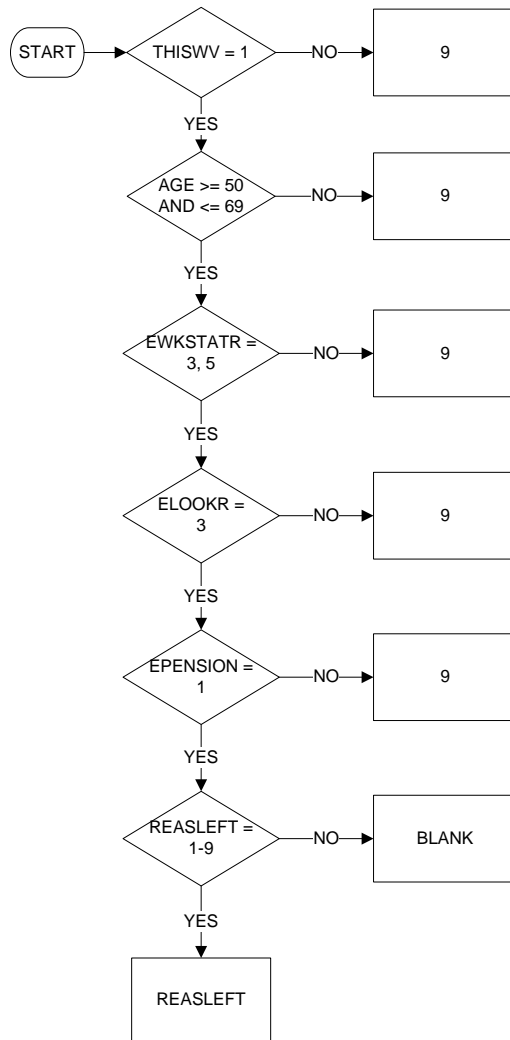 START
THISWV = 1
NO
9
YES
AGE >= 50
AND <= 69
NO
9
YES
EWKSTATR =
3, 5
NO
9
YES
ELOOKR =
3
NO
9
YES
EPENSION =
1
NO
9
YES
REASLEFT =
1-9
NO
BLANK
YES
REASLEFT